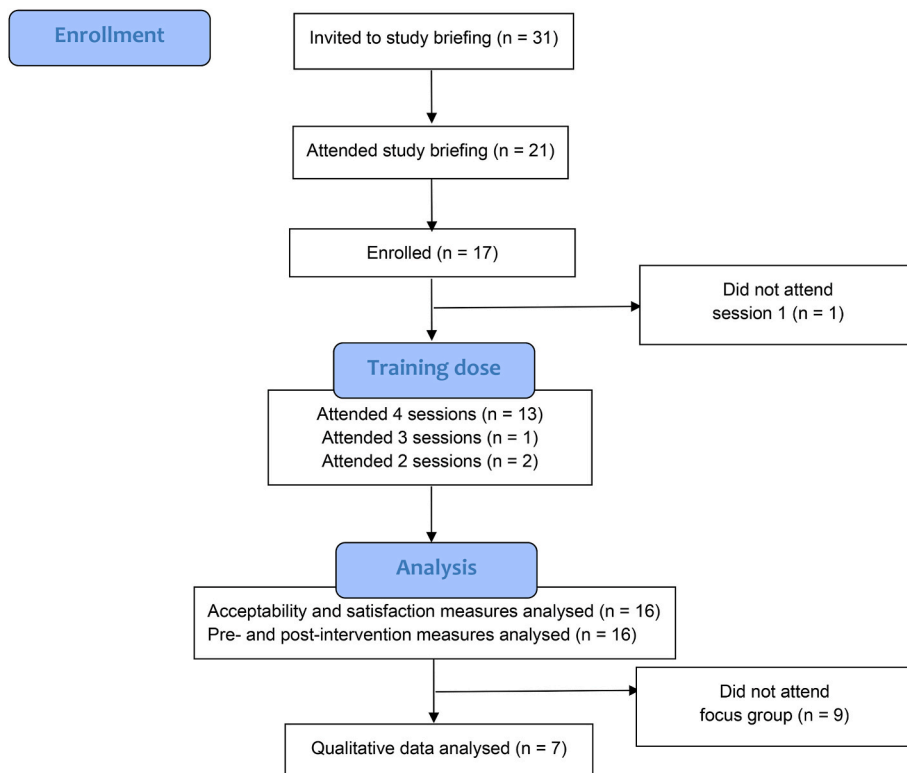 Enrollment
Invited to study briefing (n = 31)
Attended study briefing (n = 21)
Enrolled (n = 17)
Did not attend
session 1 (n = 1)
Training dose
Attended 4 sessions (n = 13)
Attended 3 sessions (n = 1)
Attended 2 sessions (n = 2)
Analysis
Acceptability and satisfaction measures analysed (n = 16)
Pre- and post-intervention measures analysed (n = 16)
Did not attend
focus group (n = 9)
Qualitative data analysed (n = 7)